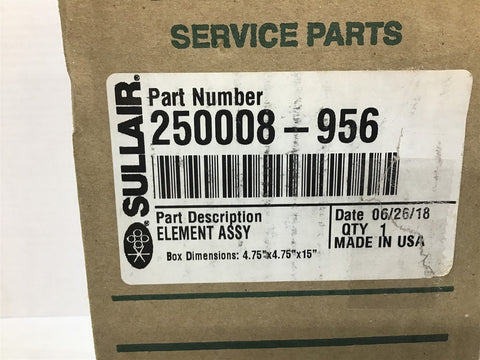 SERVICE PARTS
SULLAIR®
Part Number
250008-956
Part Description
ELEMENT ASSY
Box Dimensions: 4.75"x4.75"x15"
Date 06/26/18
QTY 1
MADE IN USA